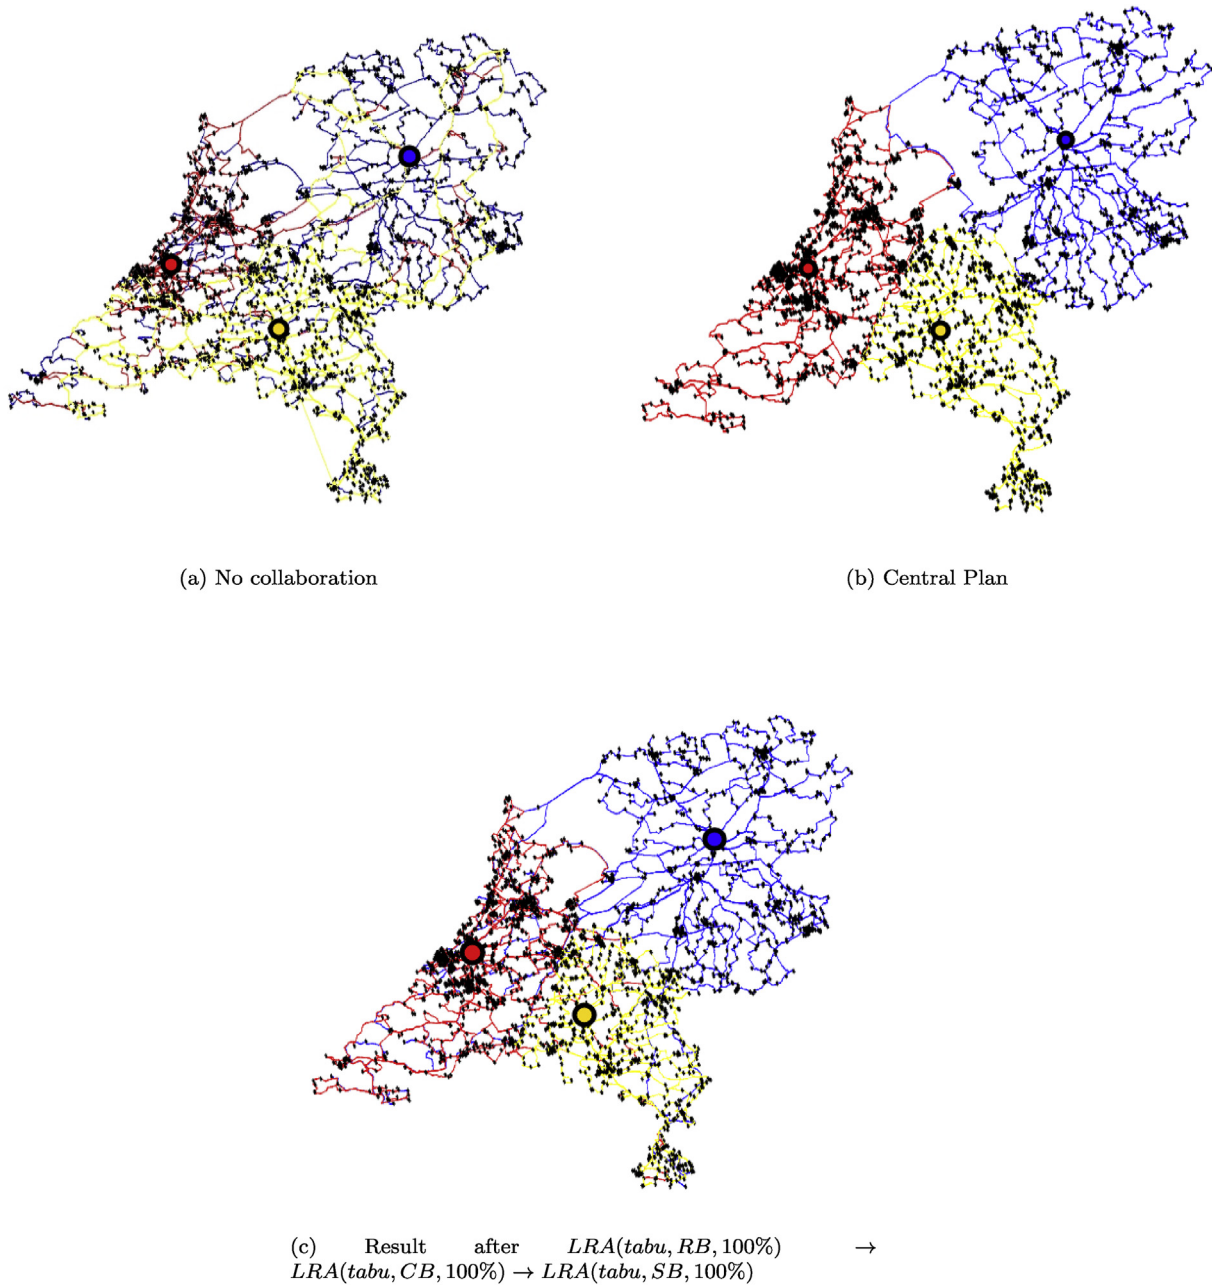 (a) No collaboration
(b) Central Plan
(c) Result after LRA(tabu, RB, 100%) →
LRA(tabu, CB, 100%) → LRA(tabu, SB, 100%)